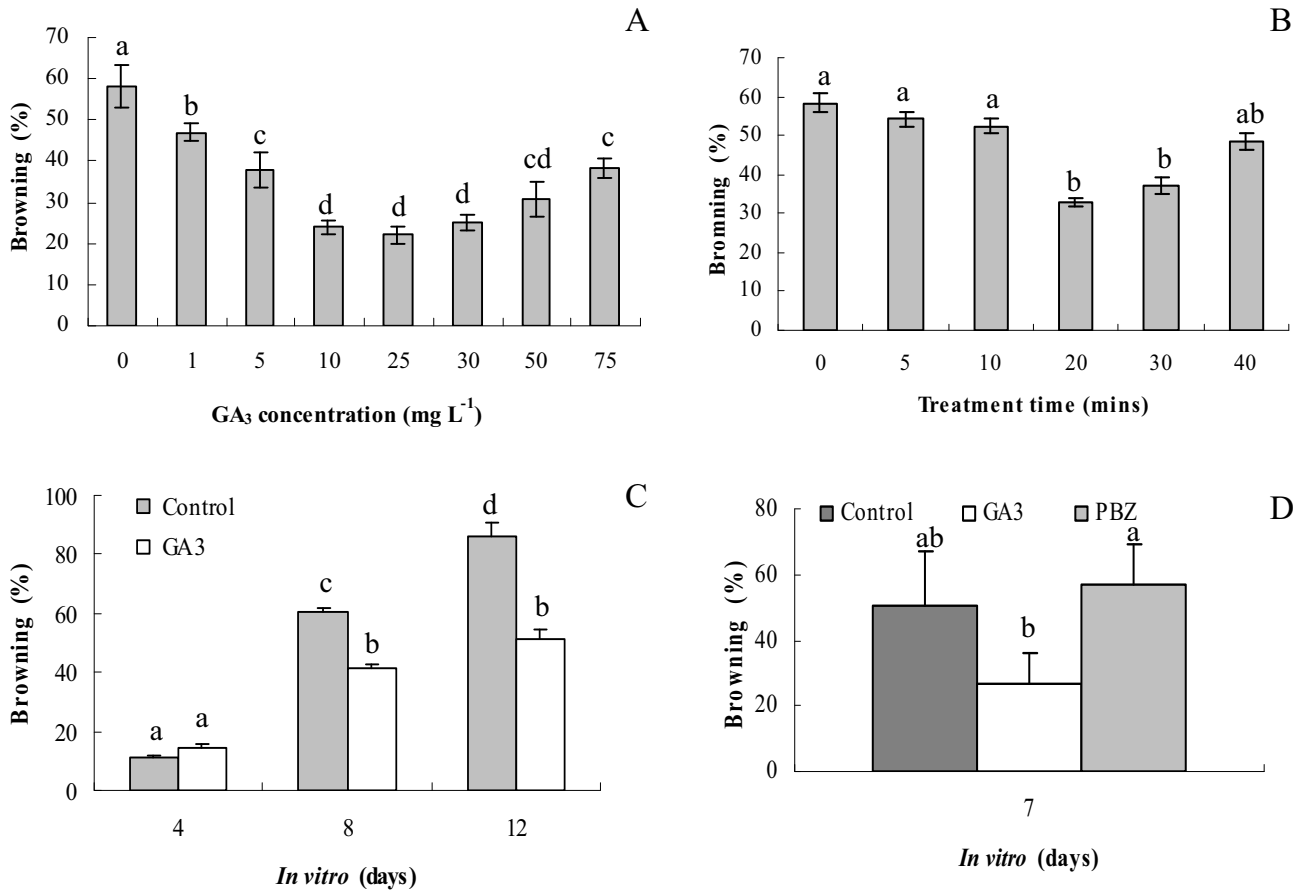 A
Browning (%)
70
60
50
40
30
20
10
0
a
b
c
d
d
d
cd
c
0 1 5 10 25 30 50 75
GA₃ concentration (mg L⁻¹)
B
Bromning (%)
70
60
50
40
30
20
10
0
a
a
a
b
b
ab
0 5 10 20 30 40
Treatment time (mins)
C
Browning (%)
100
80
60
40
20
0
Control
GA3
a
a
c
b
d
b
4 8 12
In vitro (days)
D
Browning (%)
80
60
40
20
0
Control GA3 PBZ
ab
b
a
7
In vitro (days)